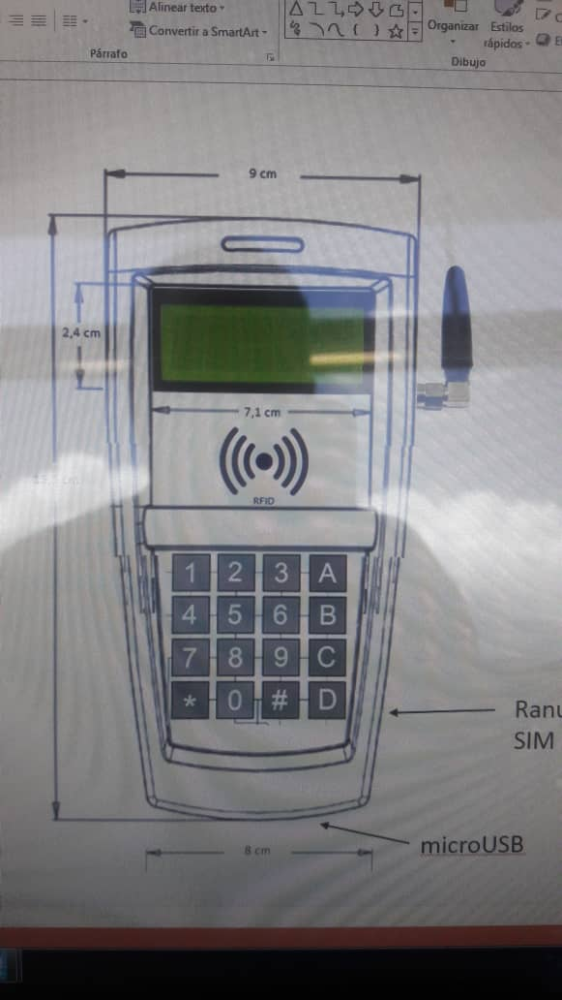 Alinear texto
Convertir a SmartArt
Párrafo
Organizar
Estilos
rápidos
Dibujo
9 cm
2,4 cm
7,1 cm
RFID
1 2 3 A
4 5 6 B
7 8 9 C
* 0 # D
Ranu
SIM
microUSB
8 cm